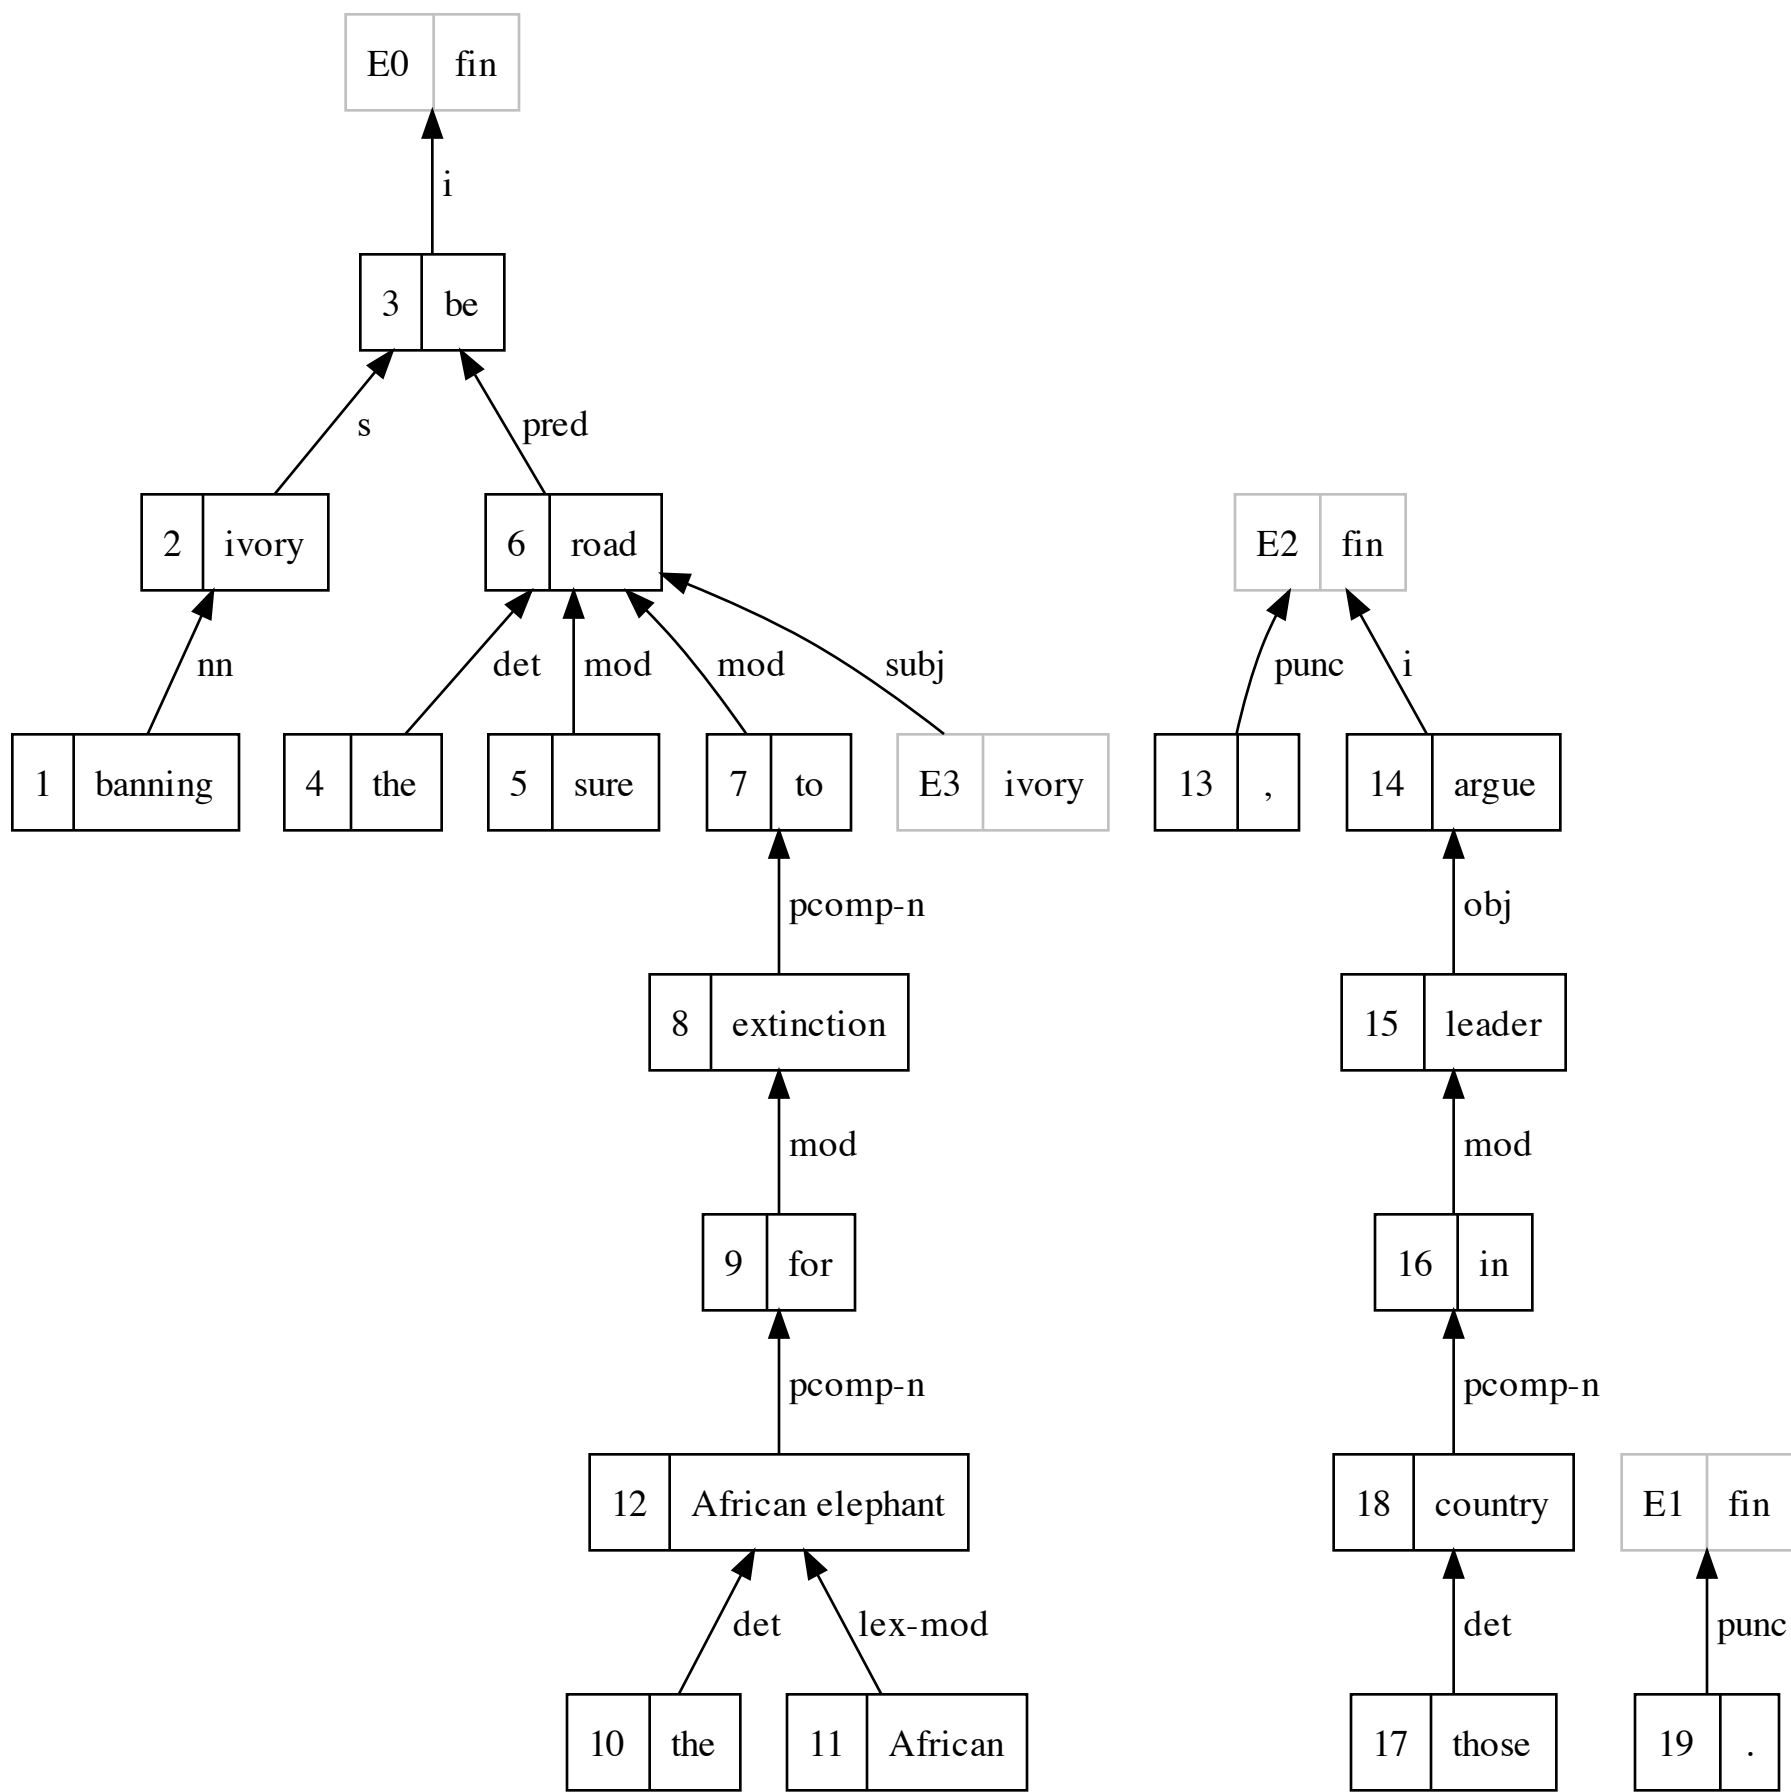 E0 fin
i
3 be
s pred
2 ivory 6 road E2 fin
nn det mod mod subj punc i
1 banning 4 the 5 sure 7 to E3 ivory 13 , 14 argue
pcomp-n obj
8 extinction 15 leader
mod mod
9 for 16 in
pcomp-n pcomp-n
12 African elephant 18 country E1 fin
det lex-mod det punc
10 the 11 African 17 those 19 .